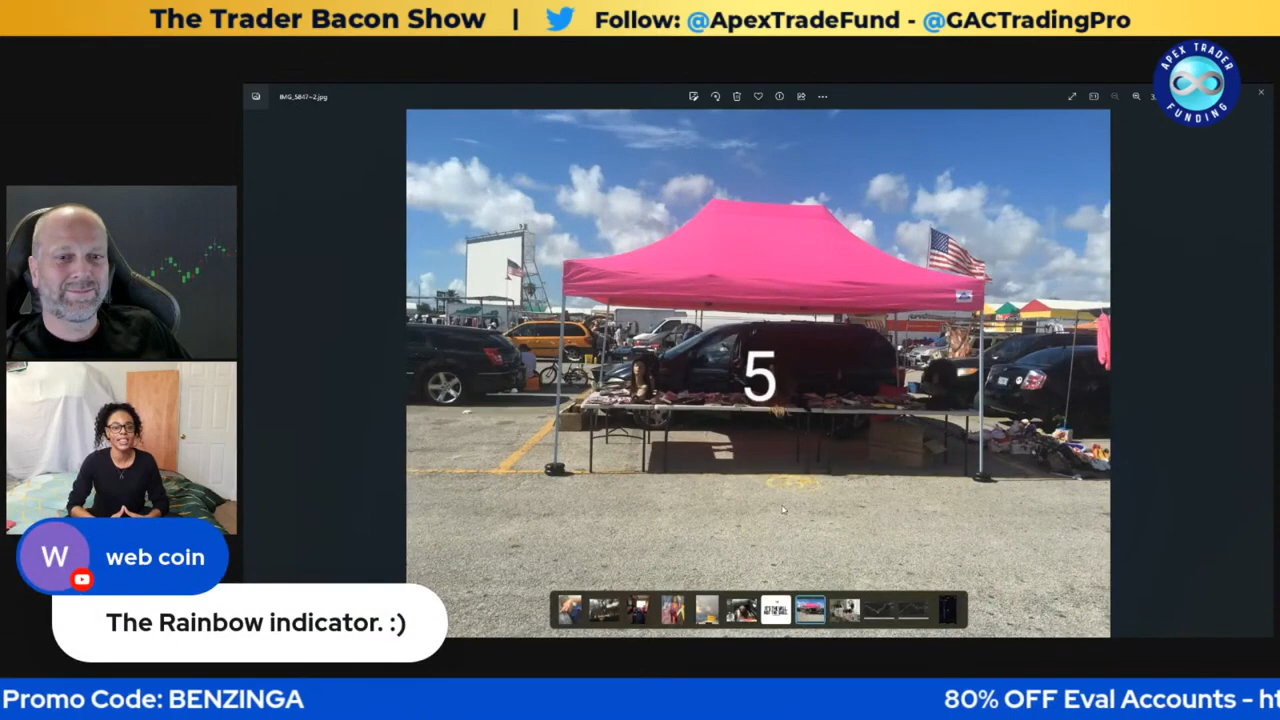 The Trader Bacon Show | Follow: @ApexTradeFund - @GACTradingPro
APEX TRADER
FUNDING
IMG_5847~2.jpg
5
W web coin
The Rainbow indicator. :)
Promo Code: BENZINGA
80% OFF Eval Accounts - ht